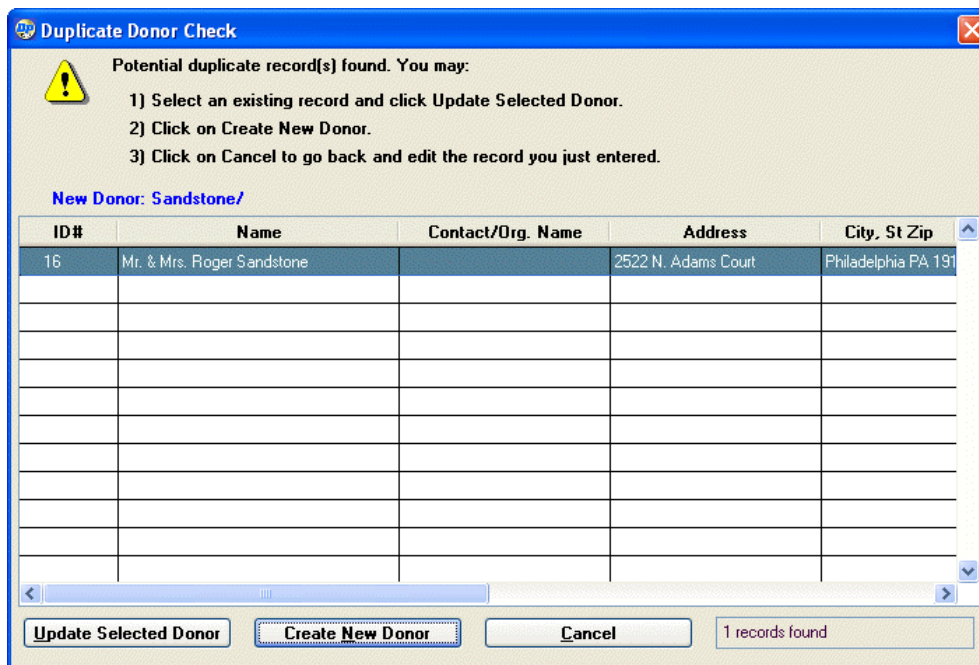 Duplicate Donor Check
Potential duplicate record(s) found. You may:
1) Select an existing record and click Update Selected Donor.
2) Click on Create New Donor.
3) Click on Cancel to go back and edit the record you just entered.
New Donor: Sandstone/
ID# Name Contact/Org. Name Address City, St Zip
16 Mr. & Mrs. Roger Sandstone 2522 N. Adams Court Philadelphia PA 191
Update Selected Donor Create New Donor Cancel 1 records found